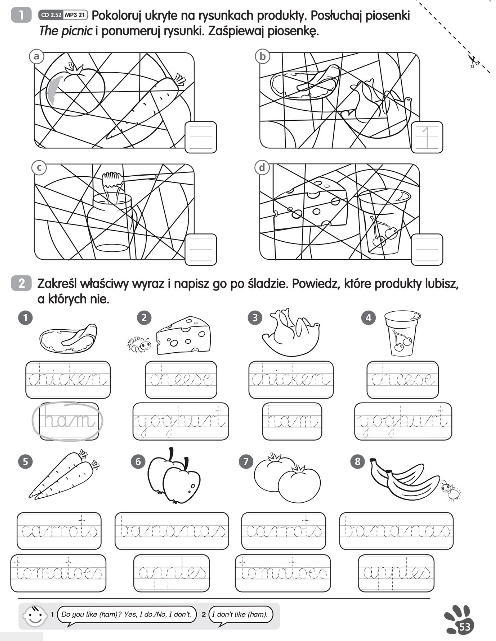 1 CD 2.52 MP3 21 Pokoloruj ukryte na rysunkach produkty. Posłuchaj piosenki
The picnic i ponumeruj rysunki. Zaśpiewaj piosenkę.
a
b
1
c
d
2 Zakreśl właściwy wyraz i napisz go po śladzie. Powiedz, które produkty lubisz,
a których nie.
1 2 3 4
chicken cheese chicken cheese
ham yoghurt ham yoghurt
5 6 7 8
carrots bananas carrots bananas
tomatoes apples tomatoes apples
1 Do you like (ham)? Yes, I do./No, I don't. 2 I don't like (ham).
53